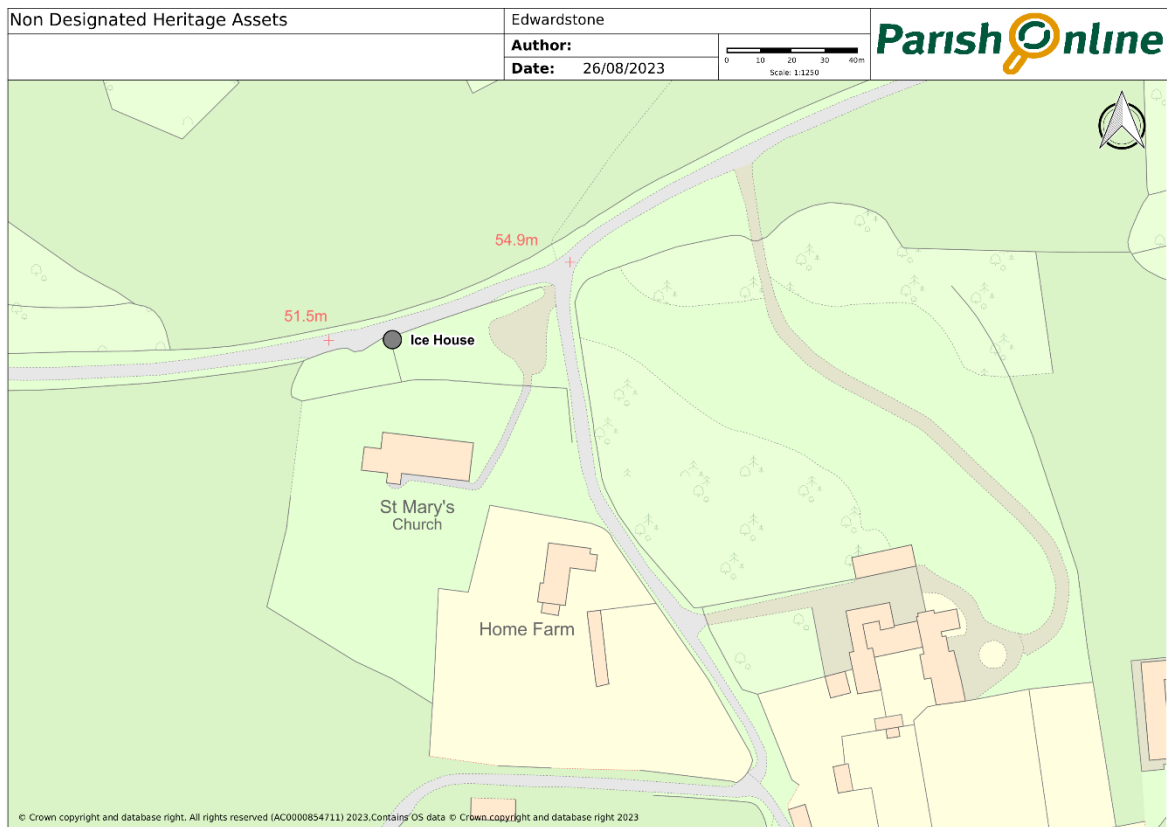 Non Designated Heritage Assets
Edwardstone
Author:
Date: 26/08/2023
0 10 20 30 40m
Scale: 1:1250
Parish Online
54.9m
51.5m
Ice House
St Mary's
Church
Home Farm
© Crown copyright and database right. All rights reserved (AC0000854711) 2023,Contains OS data © Crown copyright and database right 2023